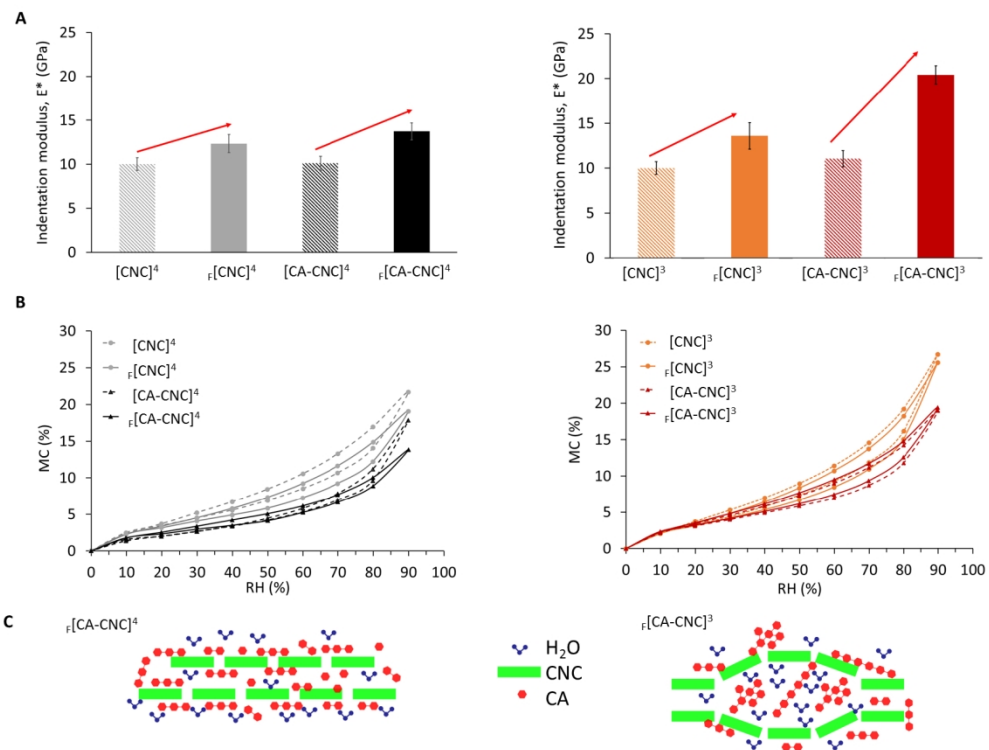 A
Indentation modulus, E* (GPa)
25
20
15
10
5
0
[CNC]⁴
F[CNC]⁴
[CA-CNC]⁴
F[CA-CNC]⁴
Indentation modulus, E* (GPa)
25
20
15
10
5
0
[CNC]³
F[CNC]³
[CA-CNC]³
F[CA-CNC]³
B
MC (%)
30
25
20
15
10
5
0
[CNC]⁴
F[CNC]⁴
[CA-CNC]⁴
F[CA-CNC]⁴
0 10 20 30 40 50 60 70 80 90 100
RH (%)
MC (%)
30
25
20
15
10
5
0
[CNC]³
F[CNC]³
[CA-CNC]³
F[CA-CNC]³
0 10 20 30 40 50 60 70 80 90 100
RH (%)
C
F[CA-CNC]⁴
H₂O
CNC
CA
F[CA-CNC]³